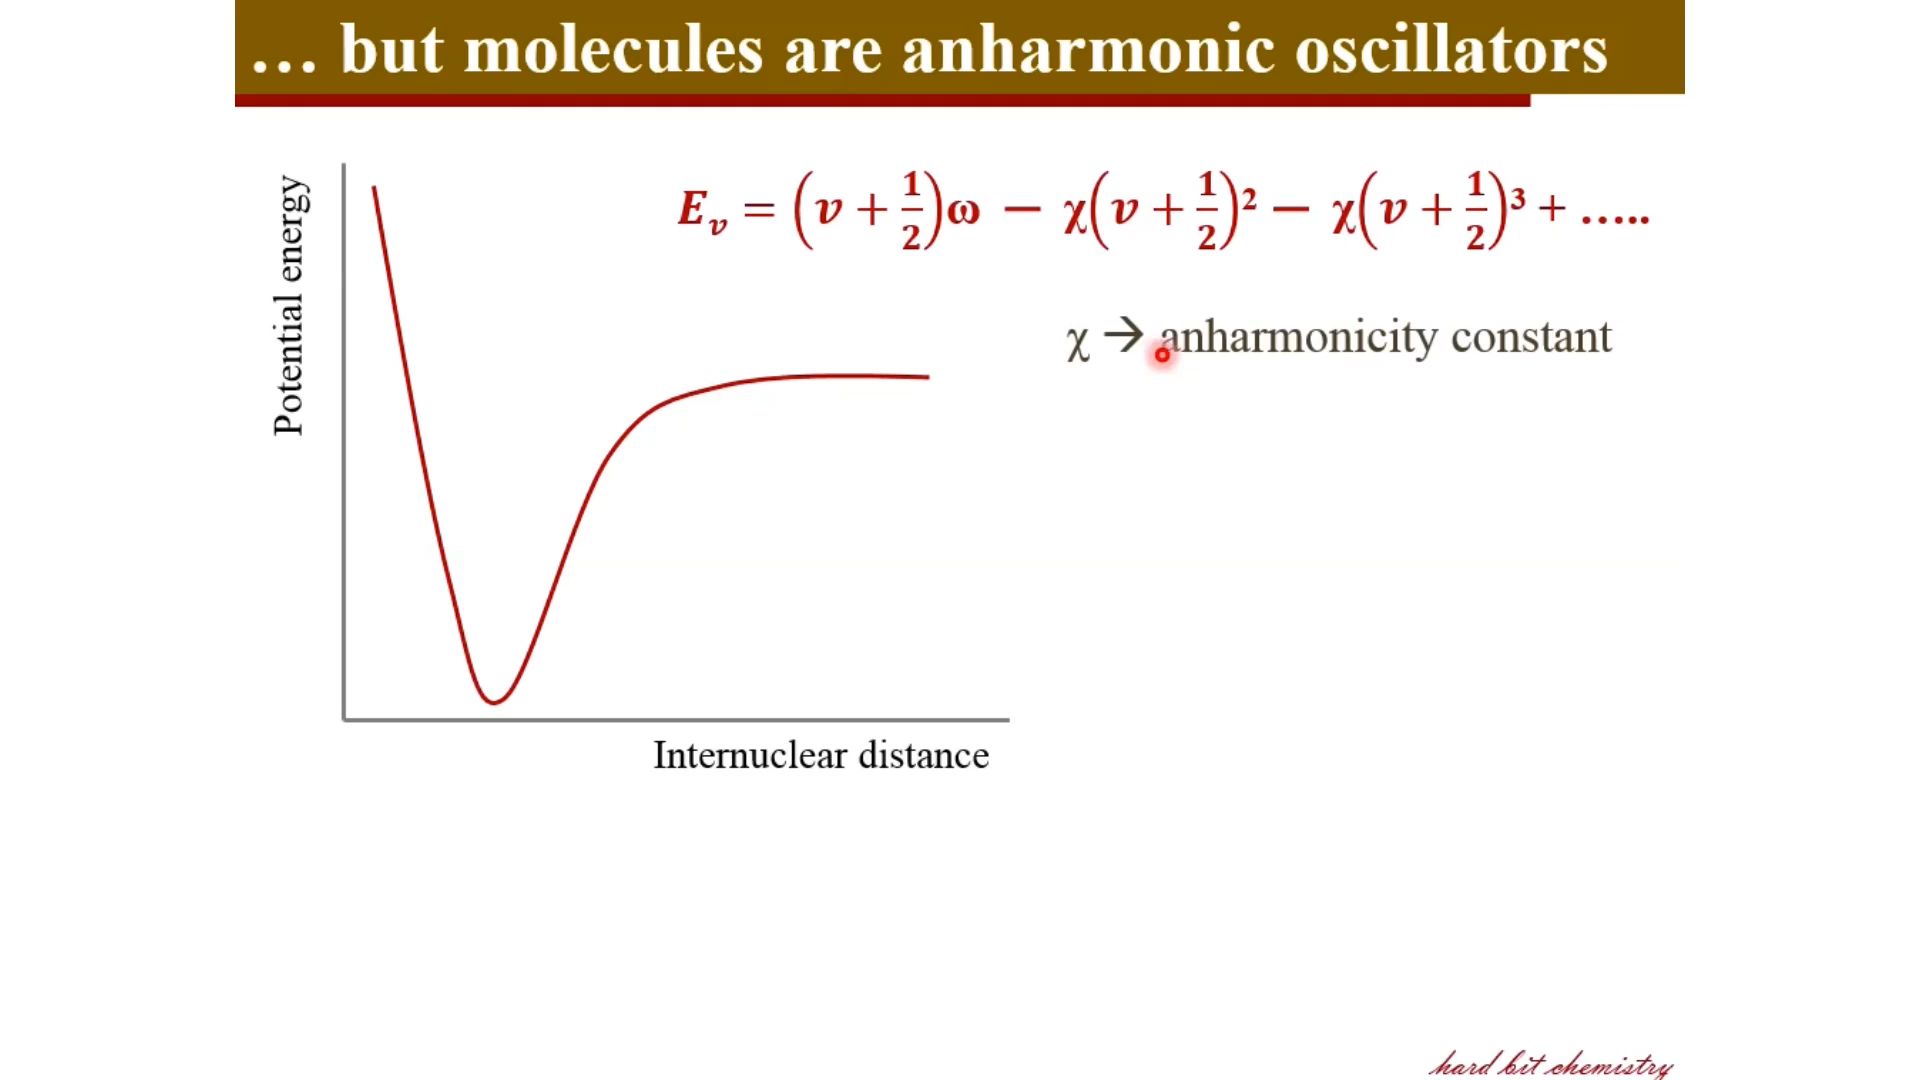 … but molecules are anharmonic oscillators
Potential energy
E_v = (v + 1/2)ω − χ(v + 1/2)² − χ(v + 1/2)³ + …..
χ → anharmonicity constant
Internuclear distance
hard bit chemistry